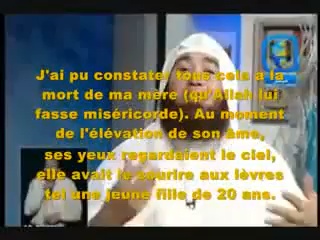 J'ai pu constater tous cela a la
mort de ma mère (qu'Allah lui
fasse miséricorde). Au moment
de l'élévation de son âme,
ses yeux regardaient le ciel,
elle avait le sourire aux lèvres
tel une jeune fille de 20 ans.